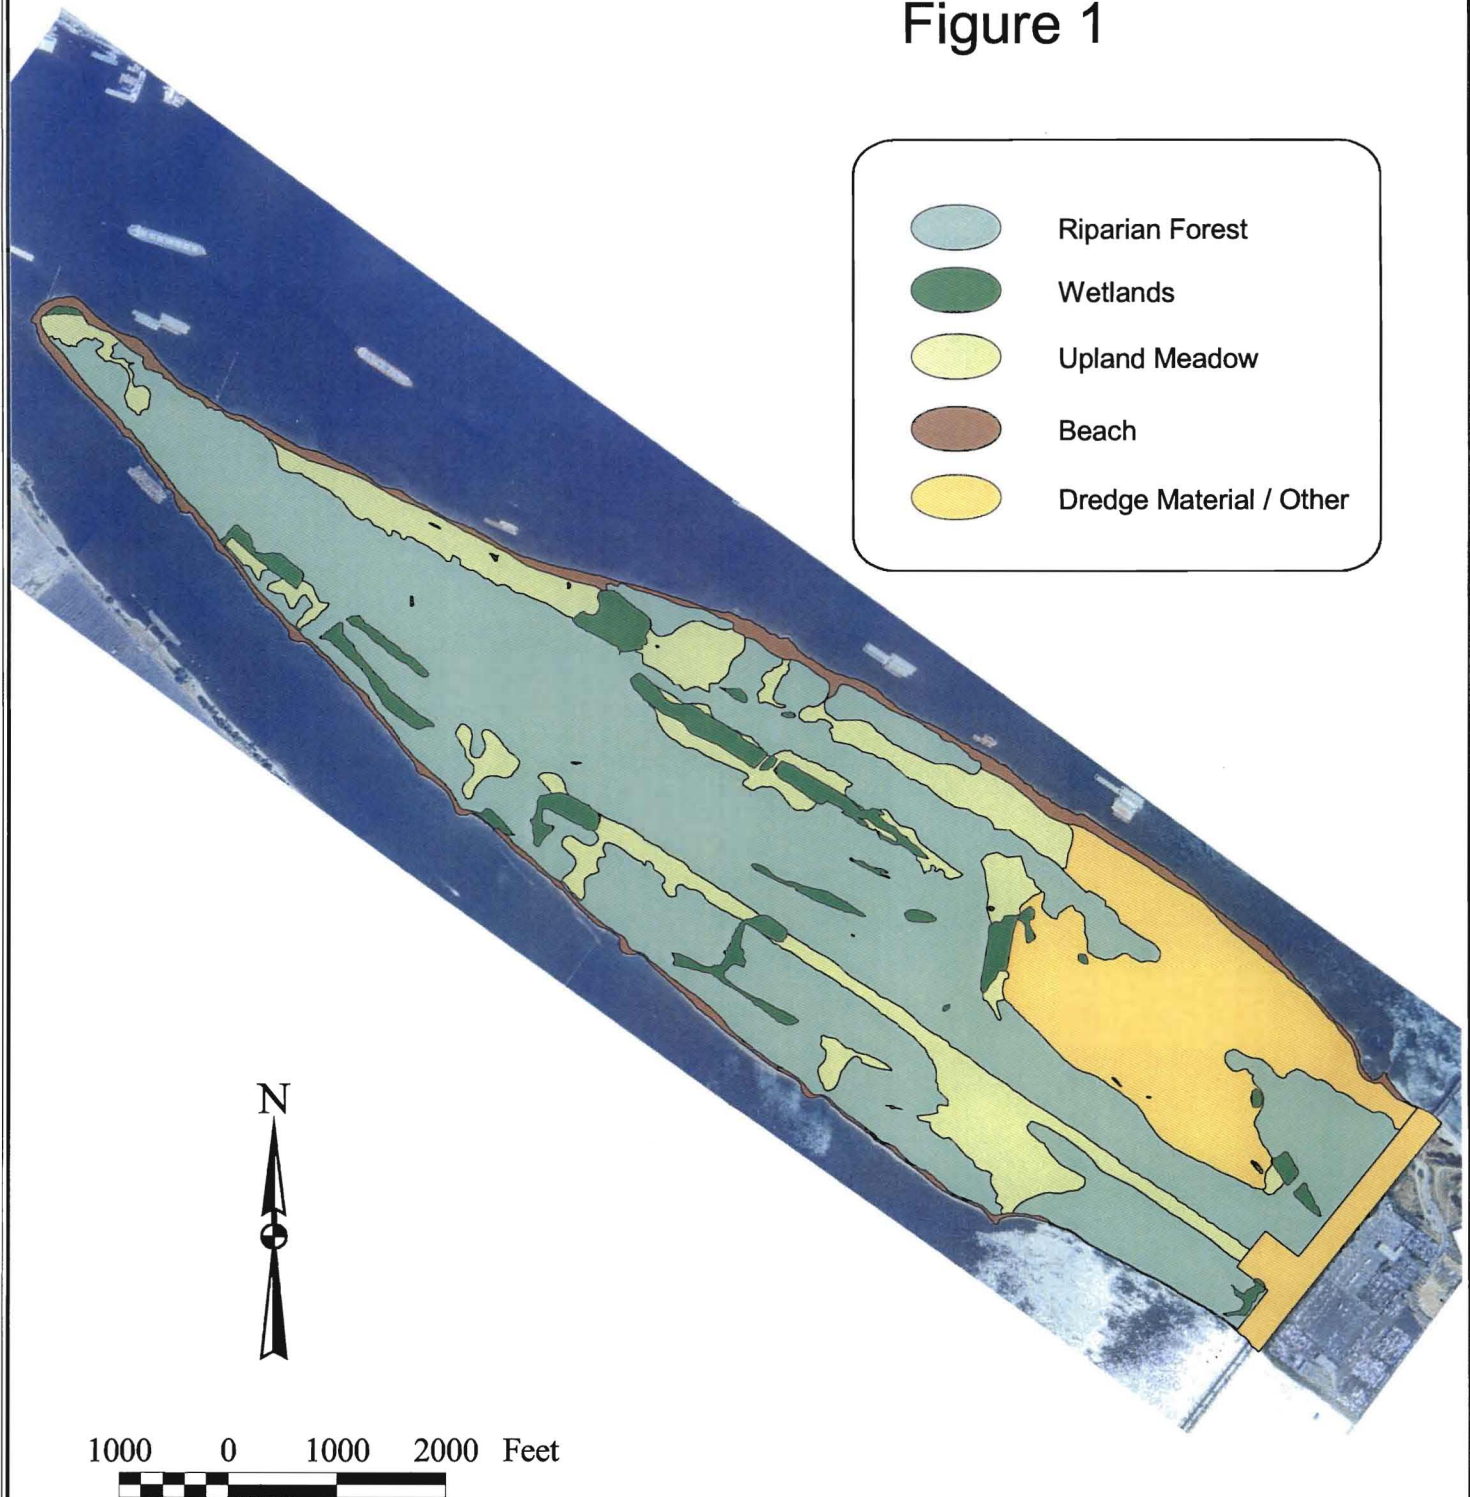 Figure 1
Riparian Forest
Wetlands
Upland Meadow
Beach
Dredge Material / Other
N
1000 0 1000 2000 Feet